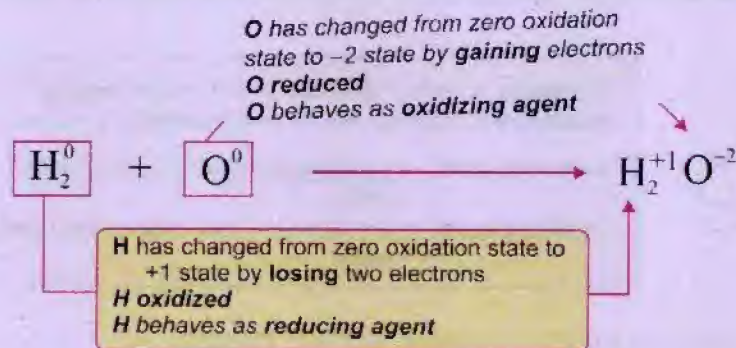 O has changed from zero oxidation
state to –2 state by gaining electrons
O reduced
O behaves as oxidizing agent
H₂⁰ + O⁰ → H₂⁺¹ O⁻²
H has changed from zero oxidation state to
+1 state by losing two electrons
H oxidized
H behaves as reducing agent